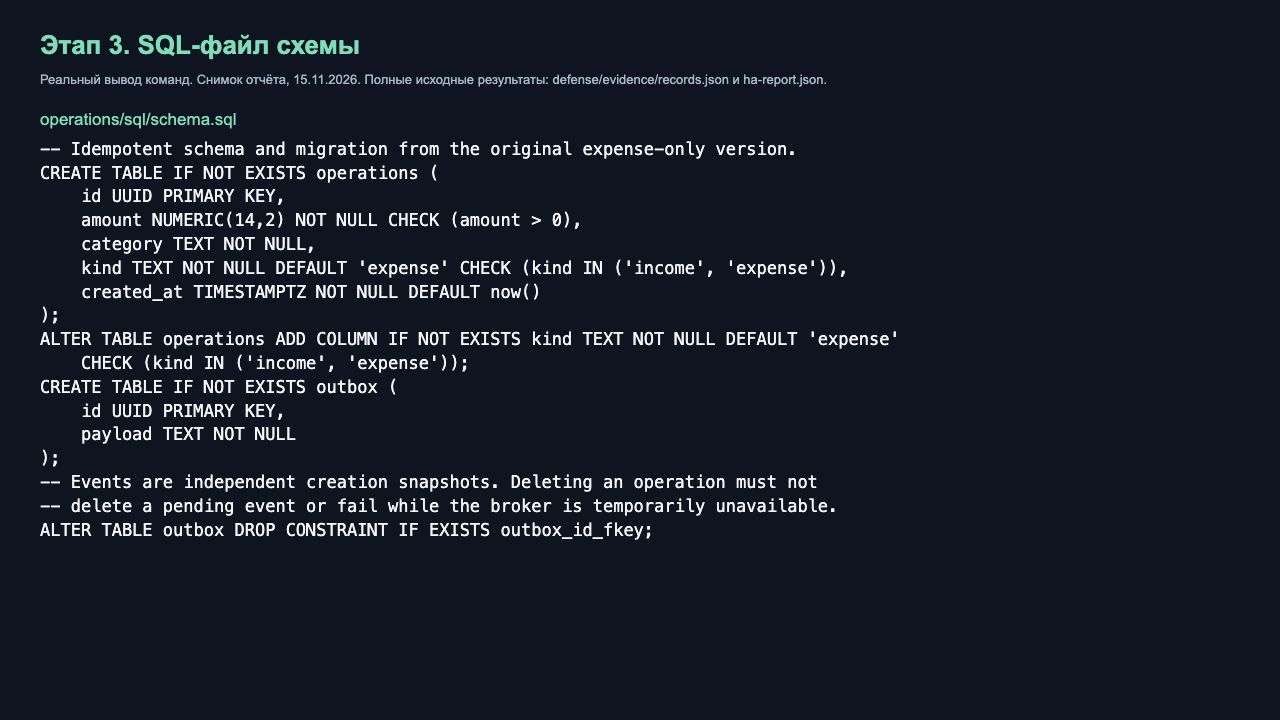 Этап 3. SQL-файл схемы
Реальный вывод команд. Снимок отчёта, 15.11.2026. Полные исходные результаты: defense/evidence/records.json и ha-report.json.
operations/sql/schema.sql
-- Idempotent schema and migration from the original expense-only version.
CREATE TABLE IF NOT EXISTS operations (
    id UUID PRIMARY KEY,
    amount NUMERIC(14,2) NOT NULL CHECK (amount > 0),
    category TEXT NOT NULL,
    kind TEXT NOT NULL DEFAULT 'expense' CHECK (kind IN ('income', 'expense')),
    created_at TIMESTAMPTZ NOT NULL DEFAULT now()
);
ALTER TABLE operations ADD COLUMN IF NOT EXISTS kind TEXT NOT NULL DEFAULT 'expense'
    CHECK (kind IN ('income', 'expense'));
CREATE TABLE IF NOT EXISTS outbox (
    id UUID PRIMARY KEY,
    payload TEXT NOT NULL
);
-- Events are independent creation snapshots. Deleting an operation must not
-- delete a pending event or fail while the broker is temporarily unavailable.
ALTER TABLE outbox DROP CONSTRAINT IF EXISTS outbox_id_fkey;